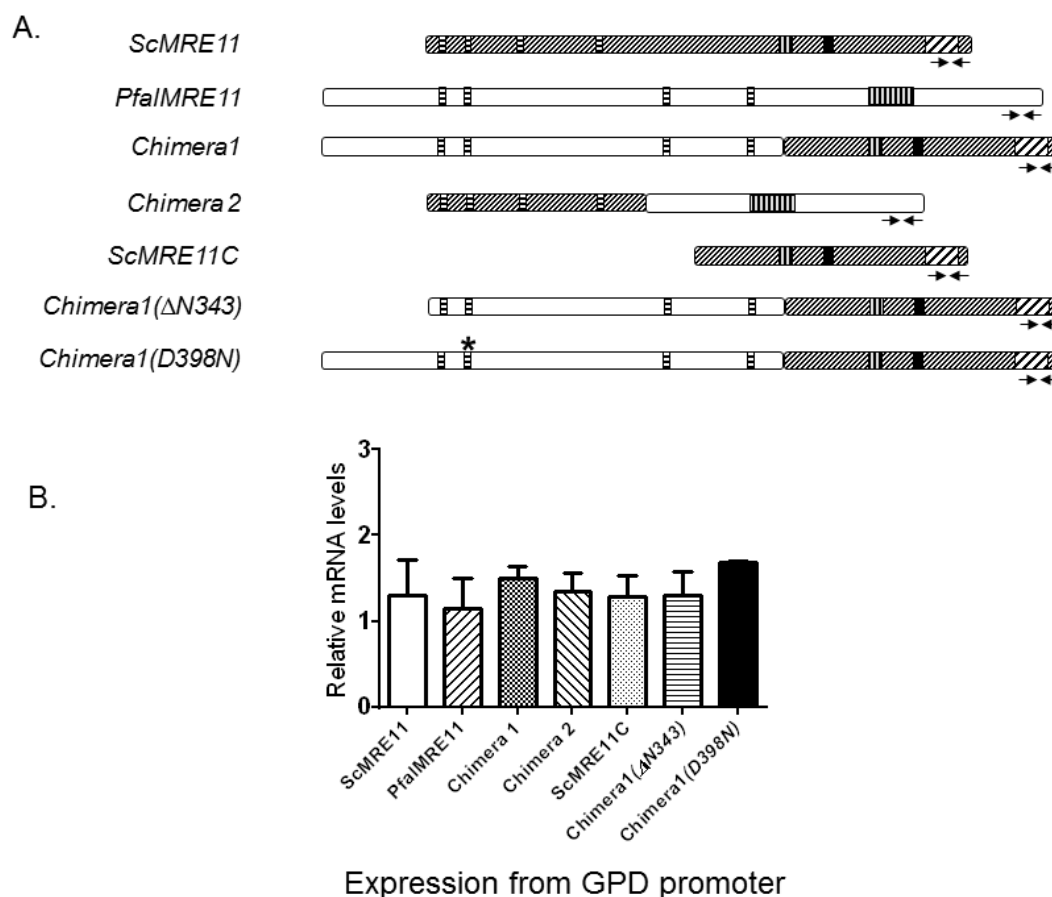 A.
ScMRE11
PfalMRE11
Chimera1
Chimera 2
ScMRE11C
Chimera1(ΔN343)
Chimera1(D398N)
*
B.
Relative mRNA levels
3
2
1
0
ScMRE11
PfalMRE11
Chimera 1
Chimera 2
ScMRE11C
Chimera1(ΔN343)
Chimera1(D398N)
Expression from GPD promoter